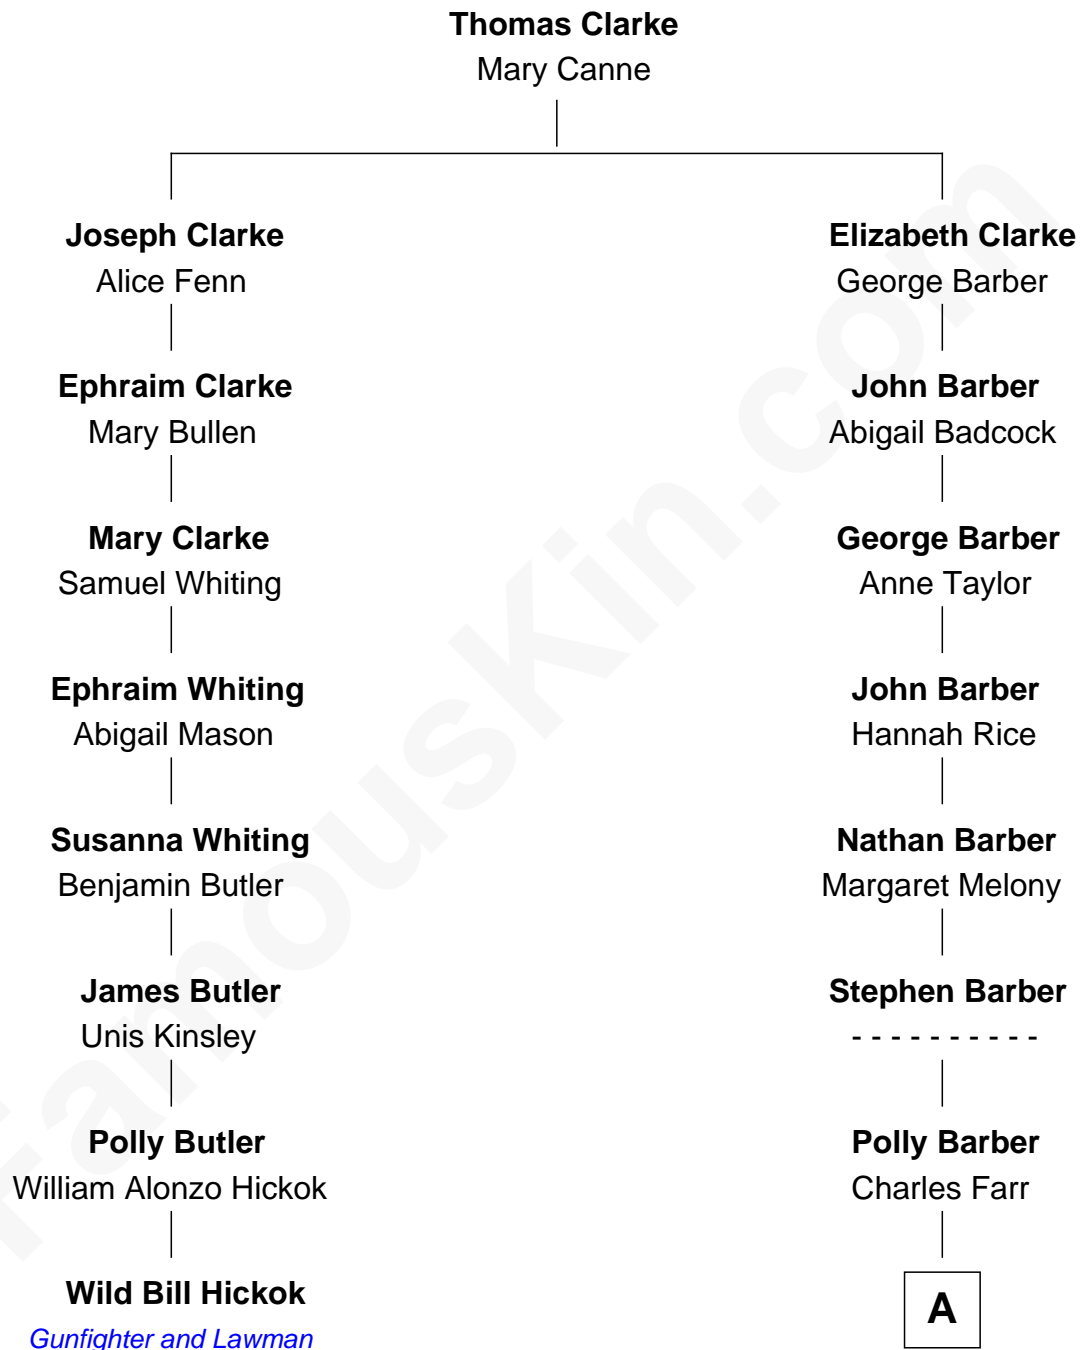 Thomas Clarke
Mary Canne
Joseph Clarke
Alice Fenn
Elizabeth Clarke
George Barber
Ephraim Clarke
Mary Bullen
John Barber
Abigail Badcock
Mary Clarke
Samuel Whiting
George Barber
Anne Taylor
Ephraim Whiting
Abigail Mason
John Barber
Hannah Rice
Susanna Whiting
Benjamin Butler
Nathan Barber
Margaret Melony
James Butler
Unis Kinsley
Stephen Barber
- - - - - - - - - -
Polly Butler
William Alonzo Hickok
Polly Barber
Charles Farr
Wild Bill Hickok
Gunfighter and Lawman
A
FamousKin.com